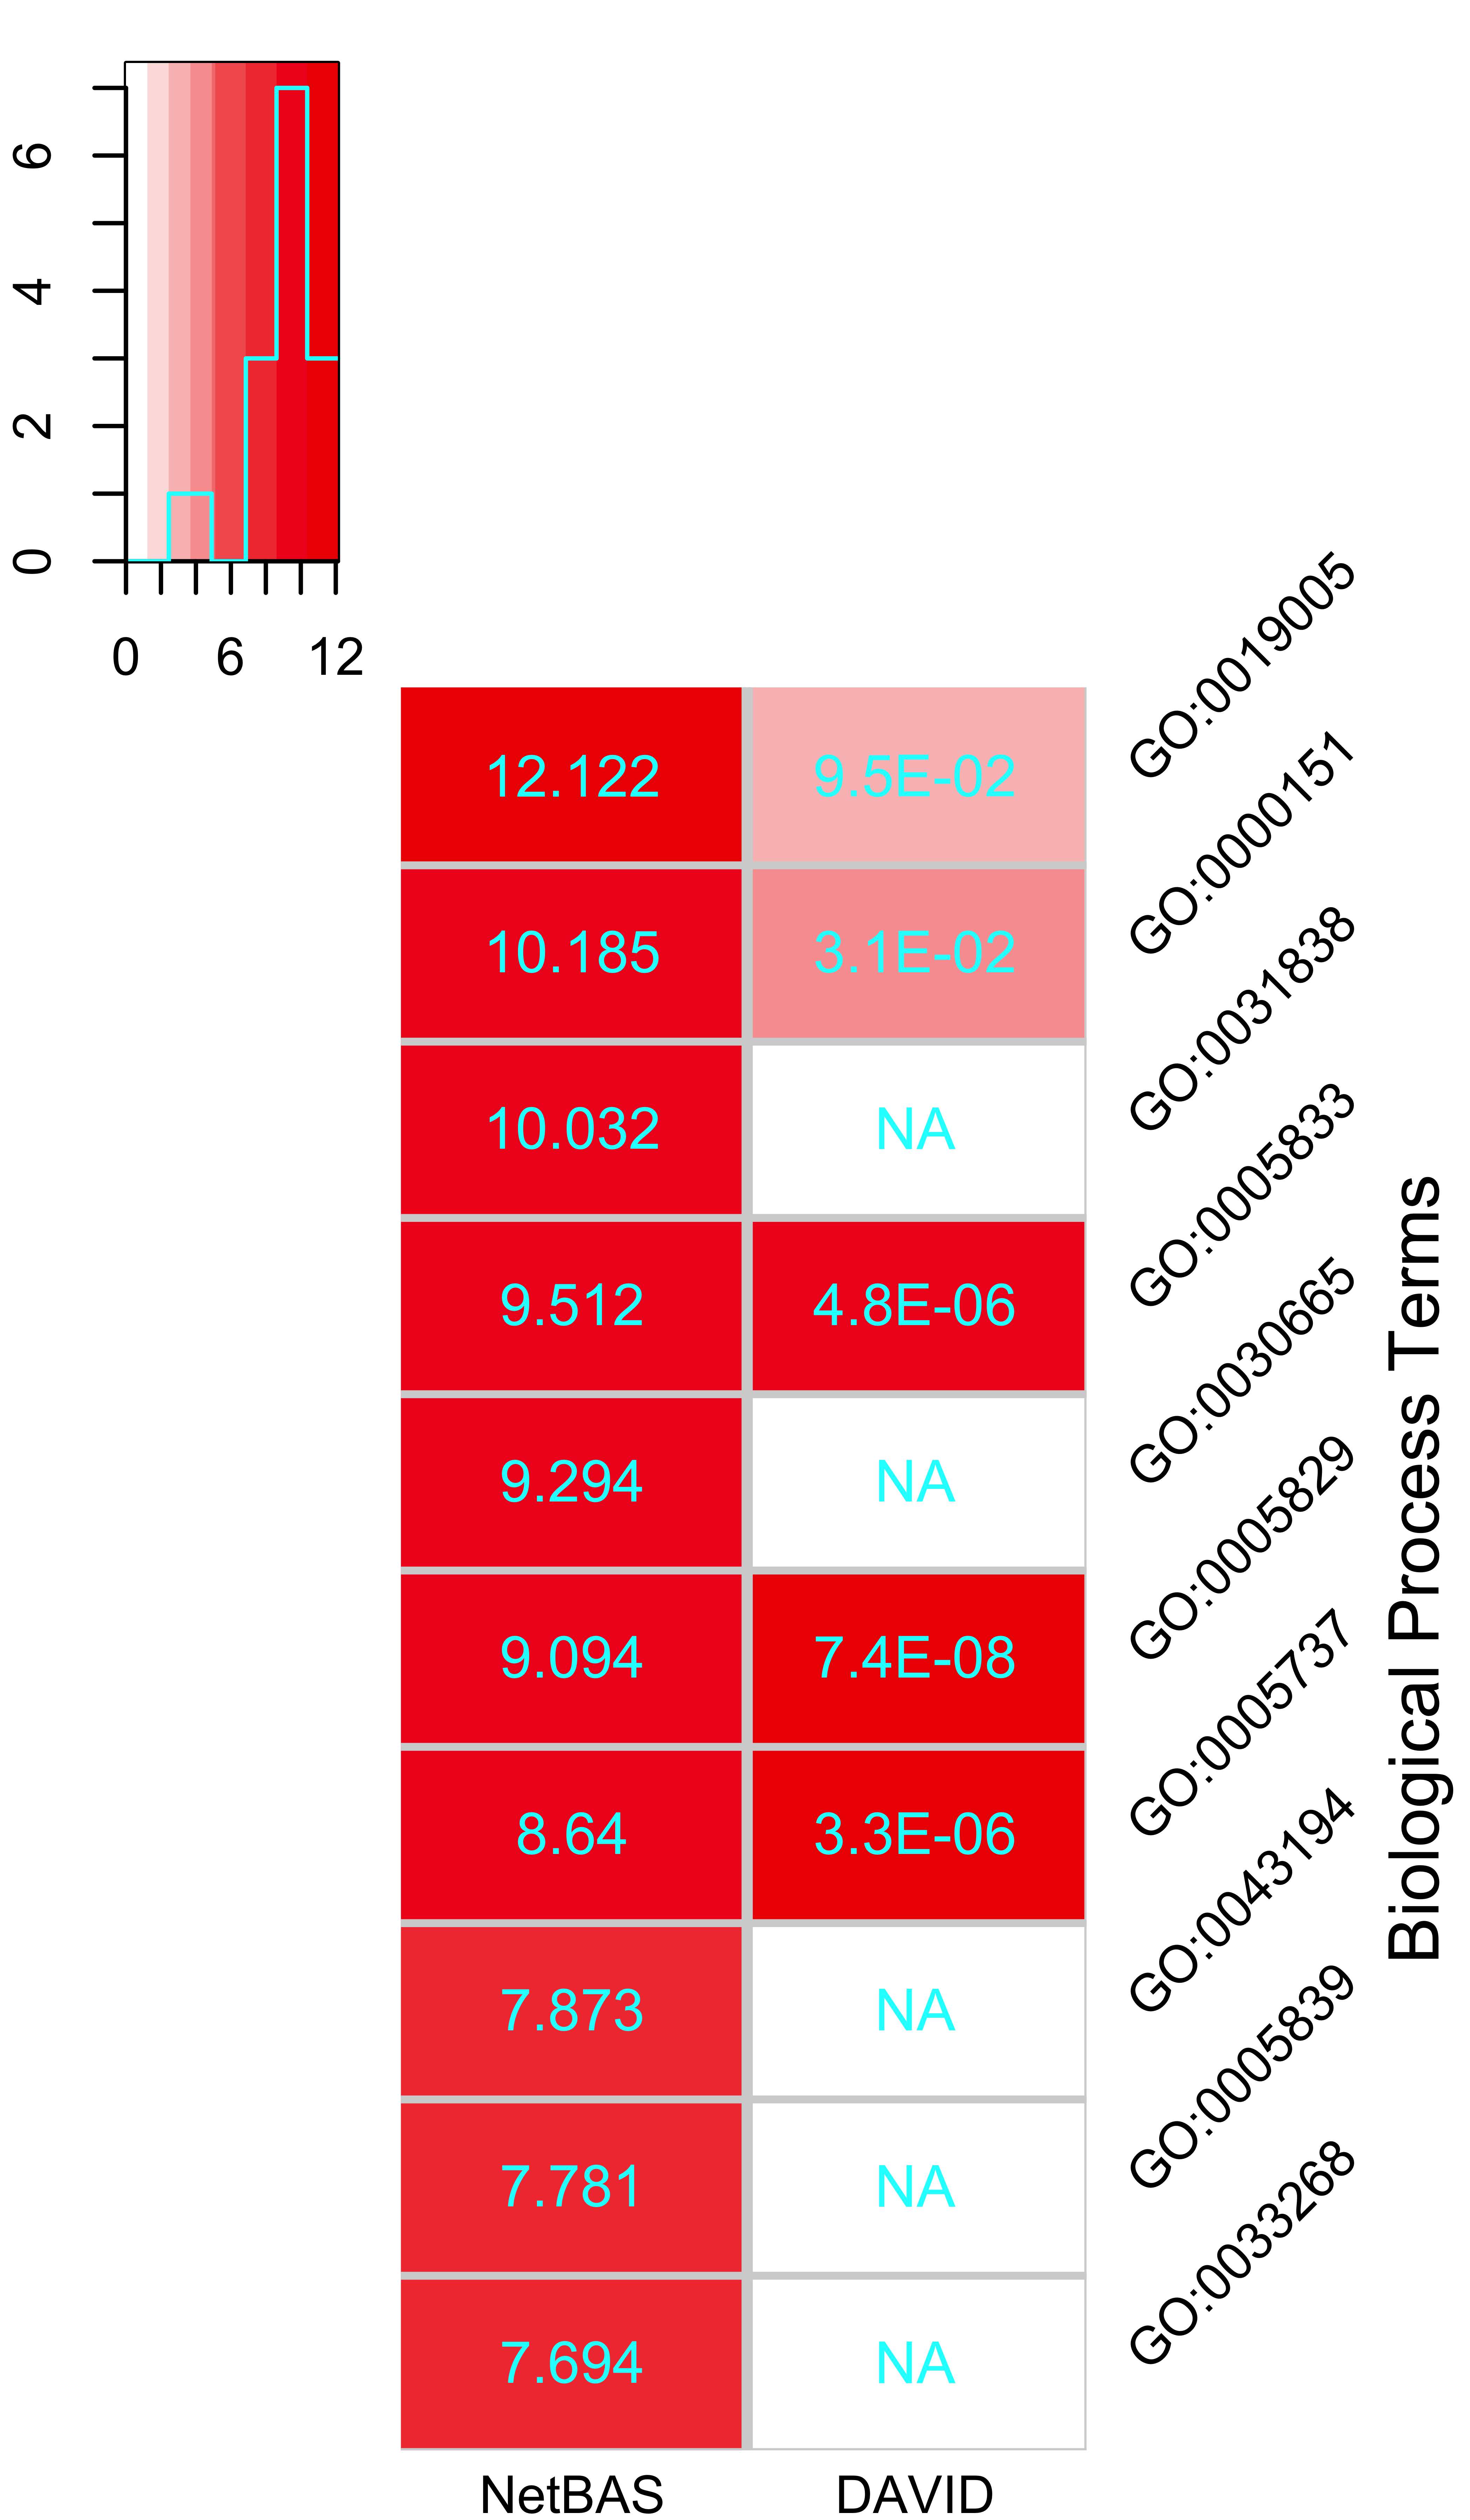 6
4
2
0
0 6 12
GO:0019005
12.122 9.5E-02
GO:0000151
10.185 3.1E-02
GO:0031838
10.032 NA
GO:0005833
9.512 4.8E-06
GO:0030665
9.294 NA
GO:0005829
9.094 7.4E-08
GO:0005737
8.64 3.3E-06
GO:0043194
7.873 NA
GO:0005839
7.781 NA
GO:0033268
7.694 NA
Biological Process Terms
NetBAS DAVID